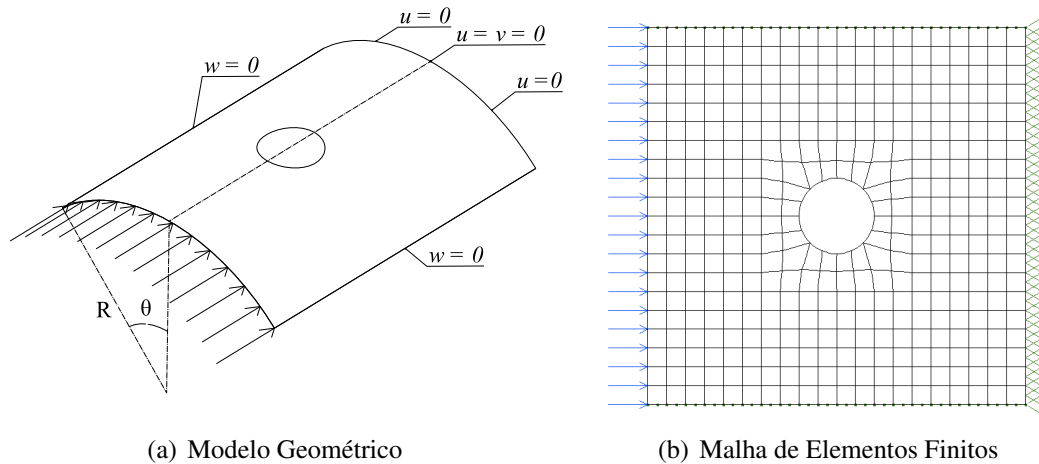 u = 0
u = v = 0
w = 0
u=0
w = 0
R
θ
(a) Modelo Geométrico
(b) Malha de Elementos Finitos